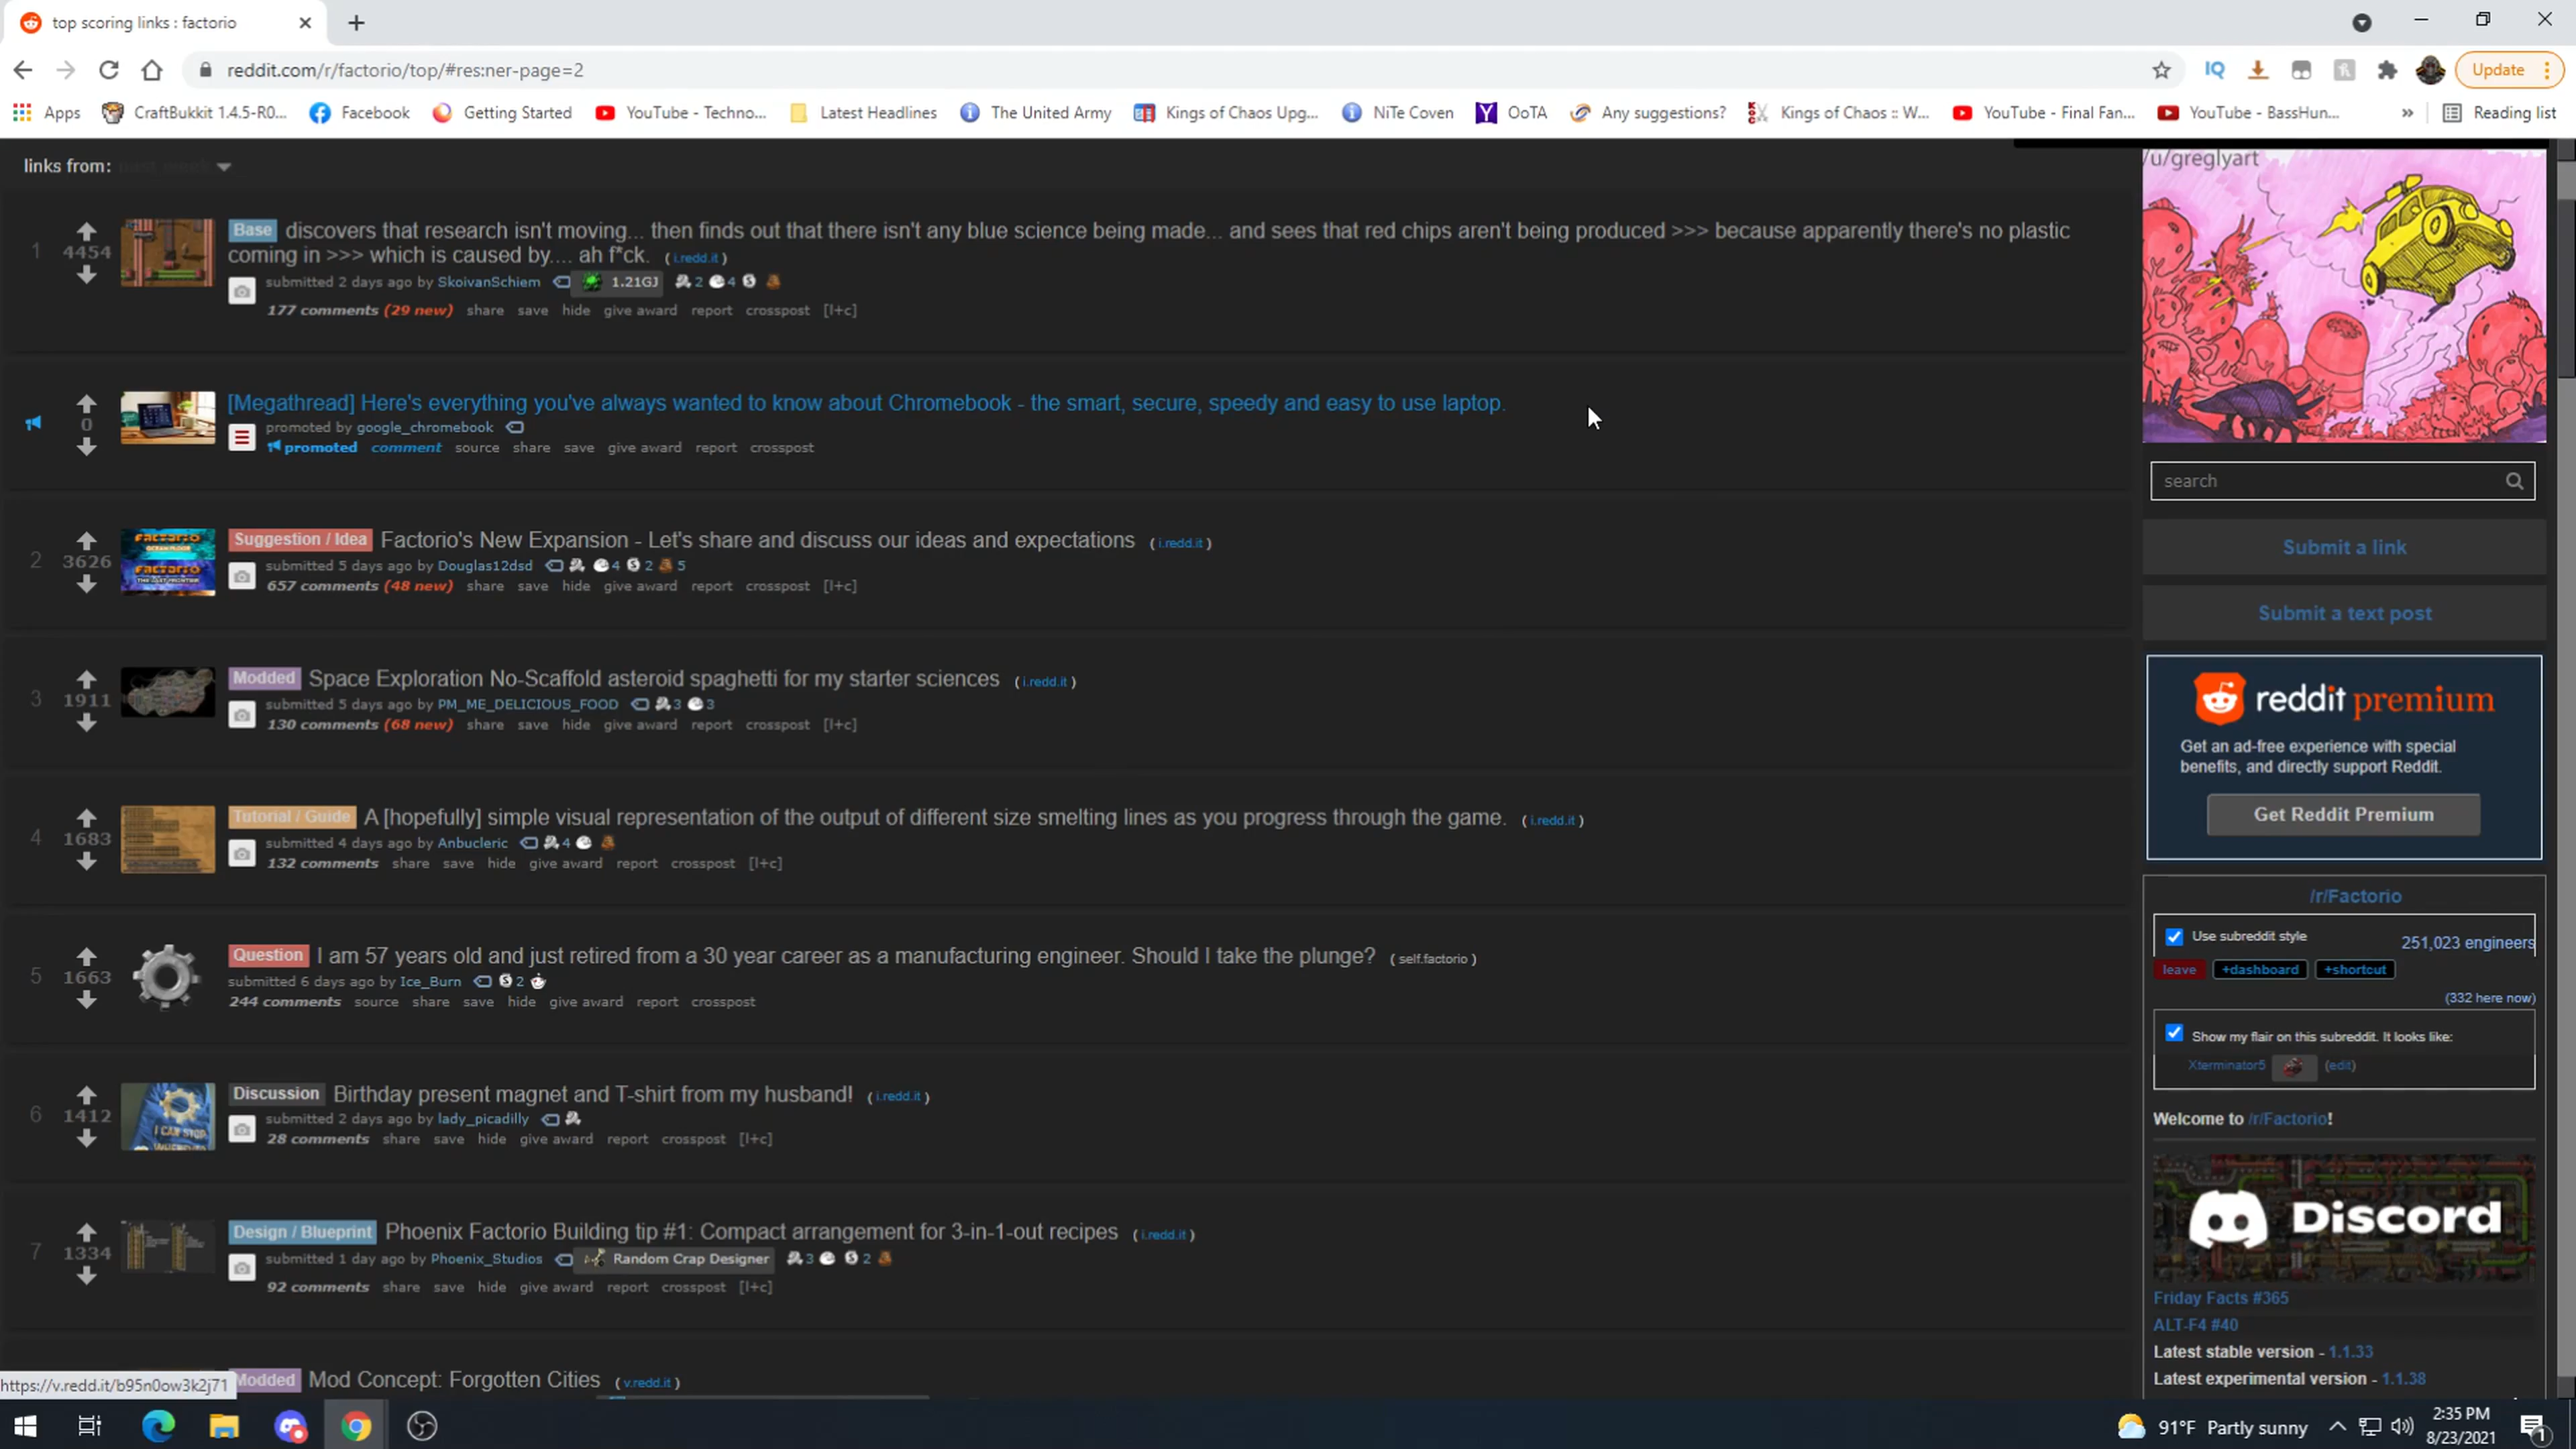 top scoring links : factorio
reddit.com/r/factorio/top/#res:ner-page=2
Update
Apps
CraftBukkit 1.4.5-R0...
Facebook
Getting Started
YouTube - Techno...
Latest Headlines
The United Army
Kings of Chaos Upg...
NiTe Coven
OoTA
Any suggestions?
Kings of Chaos :: W...
YouTube - Final Fan...
YouTube - BassHun...
»
Reading list
links from:
1
4454
Base discovers that research isn't moving... then finds out that there isn't any blue science being made... and sees that red chips aren't being produced >>> because apparently there's no plastic
coming in >>> which is caused by.... ah f*ck. ( i.redd.it )
submitted 2 days ago by SkoivanSchiem 1.21GJ 2 4
177 comments (29 new) share save hide give award report crosspost [l+c]
0
[Megathread] Here's everything you've always wanted to know about Chromebook - the smart, secure, speedy and easy to use laptop.
promoted by google_chromebook
promoted comment source share save give award report crosspost
2
3626
Suggestion / Idea Factorio's New Expansion - Let's share and discuss our ideas and expectations ( i.redd.it )
submitted 5 days ago by Douglas12dsd 4 2 5
657 comments (48 new) share save hide give award report crosspost [l+c]
3
1911
Modded Space Exploration No-Scaffold asteroid spaghetti for my starter sciences ( i.redd.it )
submitted 5 days ago by PM_ME_DELICIOUS_FOOD 3 3
130 comments (68 new) share save hide give award report crosspost [l+c]
4
1683
Tutorial / Guide A [hopefully] simple visual representation of the output of different size smelting lines as you progress through the game. ( i.redd.it )
submitted 4 days ago by Anbucleric 4
132 comments share save hide give award report crosspost [l+c]
5
1663
Question I am 57 years old and just retired from a 30 year career as a manufacturing engineer. Should I take the plunge? ( self.factorio )
submitted 6 days ago by Ice_Burn 2
244 comments source share save hide give award report crosspost
6
1412
I CAN STOP
Discussion Birthday present magnet and T-shirt from my husband! ( i.redd.it )
submitted 2 days ago by lady_picadilly
28 comments share save hide give award report crosspost [l+c]
7
1334
Design / Blueprint Phoenix Factorio Building tip #1: Compact arrangement for 3-in-1-out recipes ( i.redd.it )
submitted 1 day ago by Phoenix_Studios Random Crap Designer 3 2
92 comments share save hide give award report crosspost [l+c]
Modded Mod Concept: Forgotten Cities ( v.redd.it )
https://v.redd.it/b95n0ow3k2j71
/u/greglyart
search
Submit a link
Submit a text post
reddit premium
Get an ad-free experience with special
benefits, and directly support Reddit.
Get Reddit Premium
/r/Factorio
Use subreddit style
251,023 engineers
leave +dashboard +shortcut
(332 here now)
Show my flair on this subreddit. It looks like:
Xterminator5 (edit)
Welcome to /r/Factorio!
Discord
Friday Facts #365
ALT-F4 #40
Latest stable version - 1.1.33
Latest experimental version - 1.1.38
91°F Partly sunny
2:35 PM
8/23/2021
1